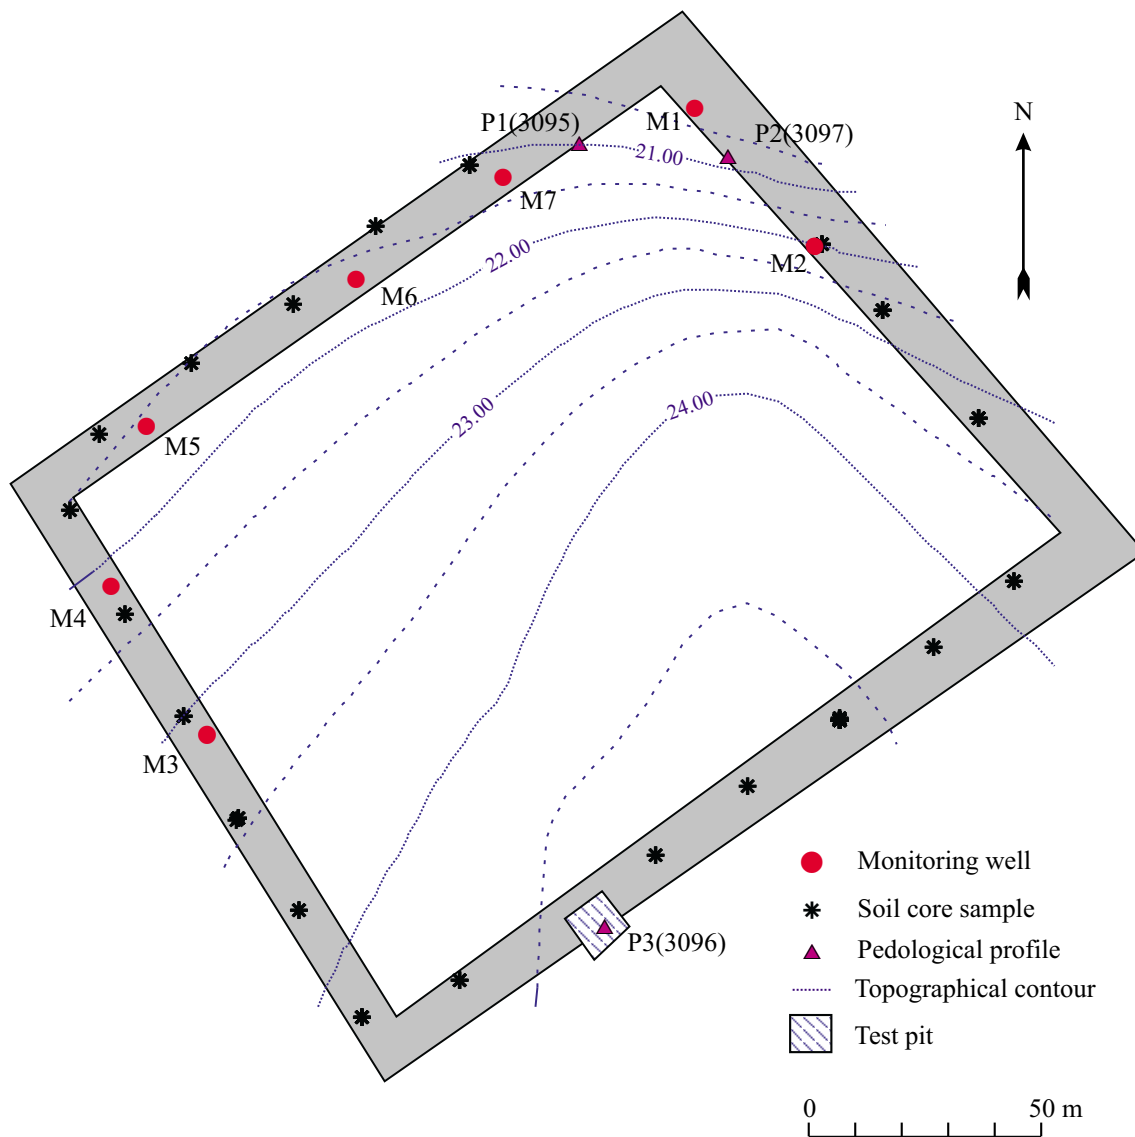 N
P1(3095)
M1
P2(3097)
21.00
M7
22.00
M2
M6
23.00
24.00
M5
M4
M3
P3(3096)
Monitoring well
Soil core sample
Pedological profile
Topographical contour
Test pit
0 50 m